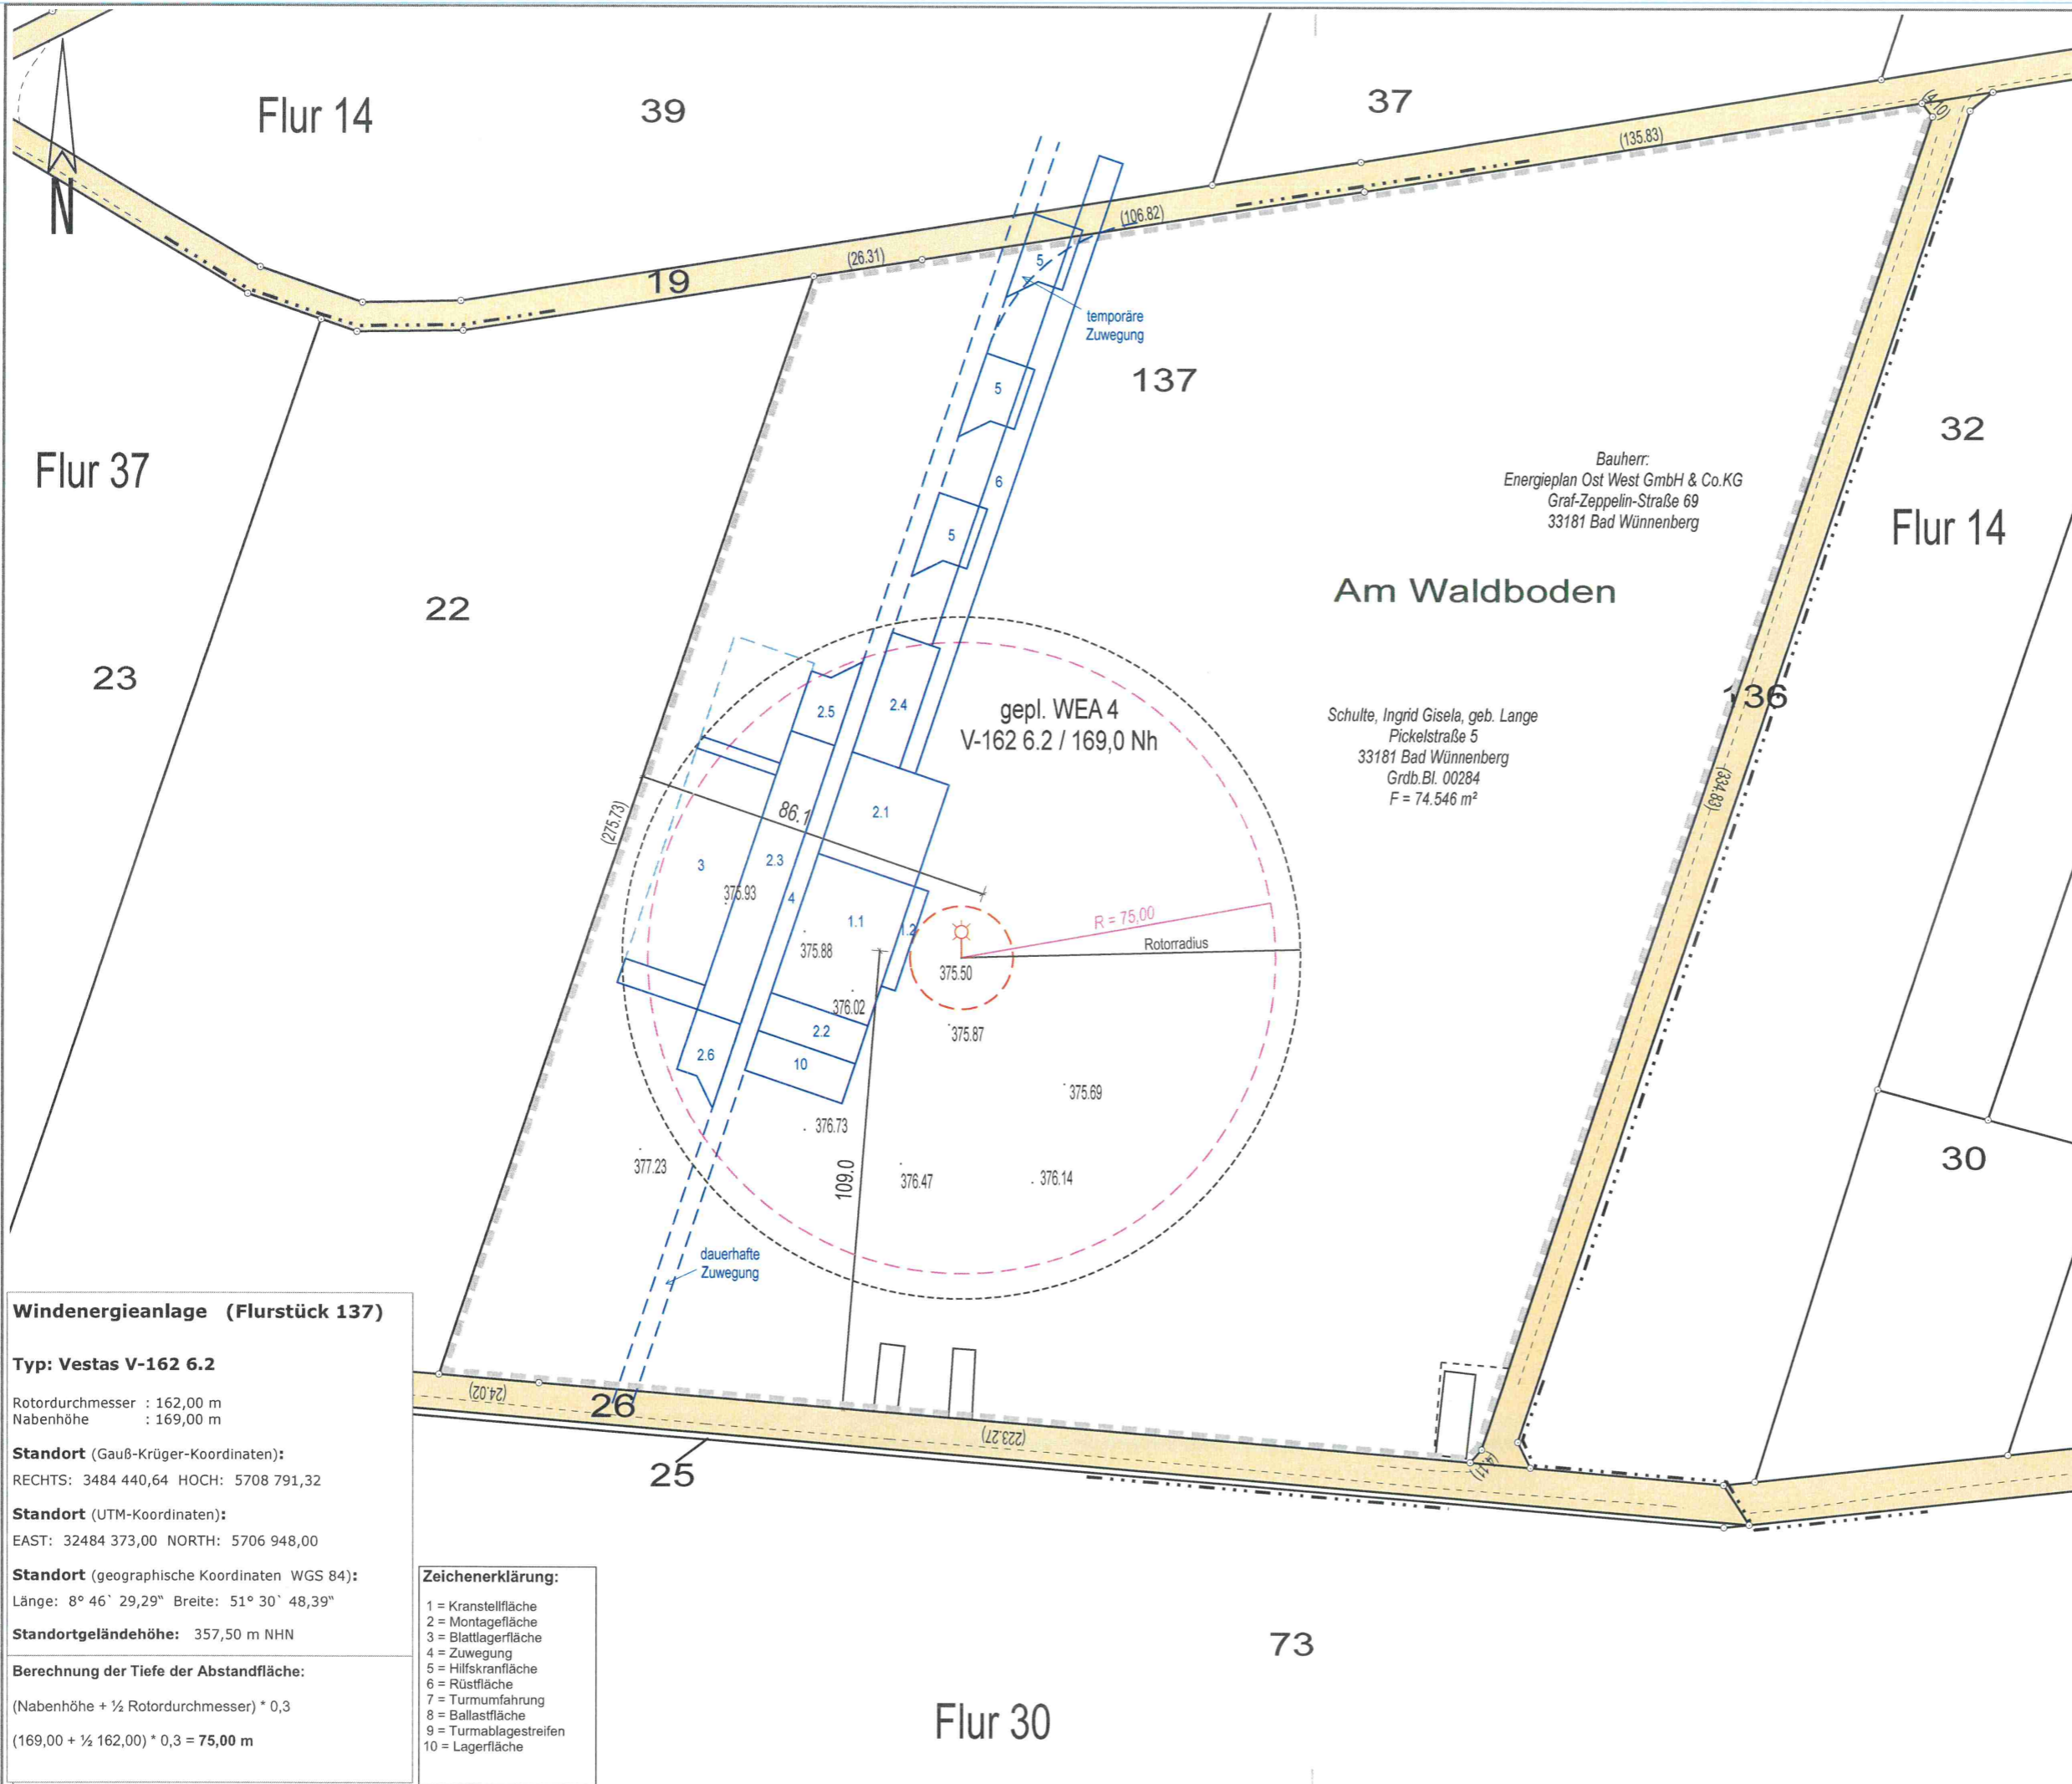 Flur 14
39
37
(4.10)
(135.83)
N
(106.82)
(26.31)
19
5
temporäre
Zuwegung
137
5
32
Flur 37
Bauherr:
Energieplan Ost West GmbH & Co.KG
Graf-Zeppelin-Straße 69
33181 Bad Wünnenberg
6
Flur 14
5
Am Waldboden
22
23
136
2.5
2.4
gepl. WEA 4
V-162 6.2 / 169,0 Nh
Schulte, Ingrid Gisela, geb. Lange
Pickelstraße 5
33181 Bad Wünnenberg
Grdb.Bl. 00284
F = 74.546 m²
(334.83)
(275.73)
86.1
2.1
3
2.3
375.93
4
1.1
1.2
R = 75,00
Rotorradius
375.88
375.50
376.02
2.2
375.87
2.6
10
375.69
376.73
377.23
109.0
376.47
376.14
30
dauerhafte
Zuwegung
(24.02)
26
(223.27)
(4.11)
25
Windenergieanlage (Flurstück 137)
Typ: Vestas V-162 6.2
Rotordurchmesser : 162,00 m
Nabenhöhe : 169,00 m
Standort (Gauß-Krüger-Koordinaten):
RECHTS: 3484 440,64 HOCH: 5708 791,32
Standort (UTM-Koordinaten):
EAST: 32484 373,00 NORTH: 5706 948,00
Standort (geographische Koordinaten WGS 84):
Länge: 8° 46` 29,29" Breite: 51° 30` 48,39"
Standortgeländehöhe: 357,50 m NHN
Berechnung der Tiefe der Abstandfläche:
(Nabenhöhe + ½ Rotordurchmesser) * 0,3
(169,00 + ½ 162,00) * 0,3 = 75,00 m
Zeichenerklärung:
1 = Kranstellfläche
2 = Montagefläche
3 = Blattlagerfläche
4 = Zuwegung
5 = Hilfskranfläche
6 = Rüstfläche
7 = Turmumfahrung
8 = Ballastfläche
9 = Turmablagestreifen
10 = Lagerfläche
73
Flur 30